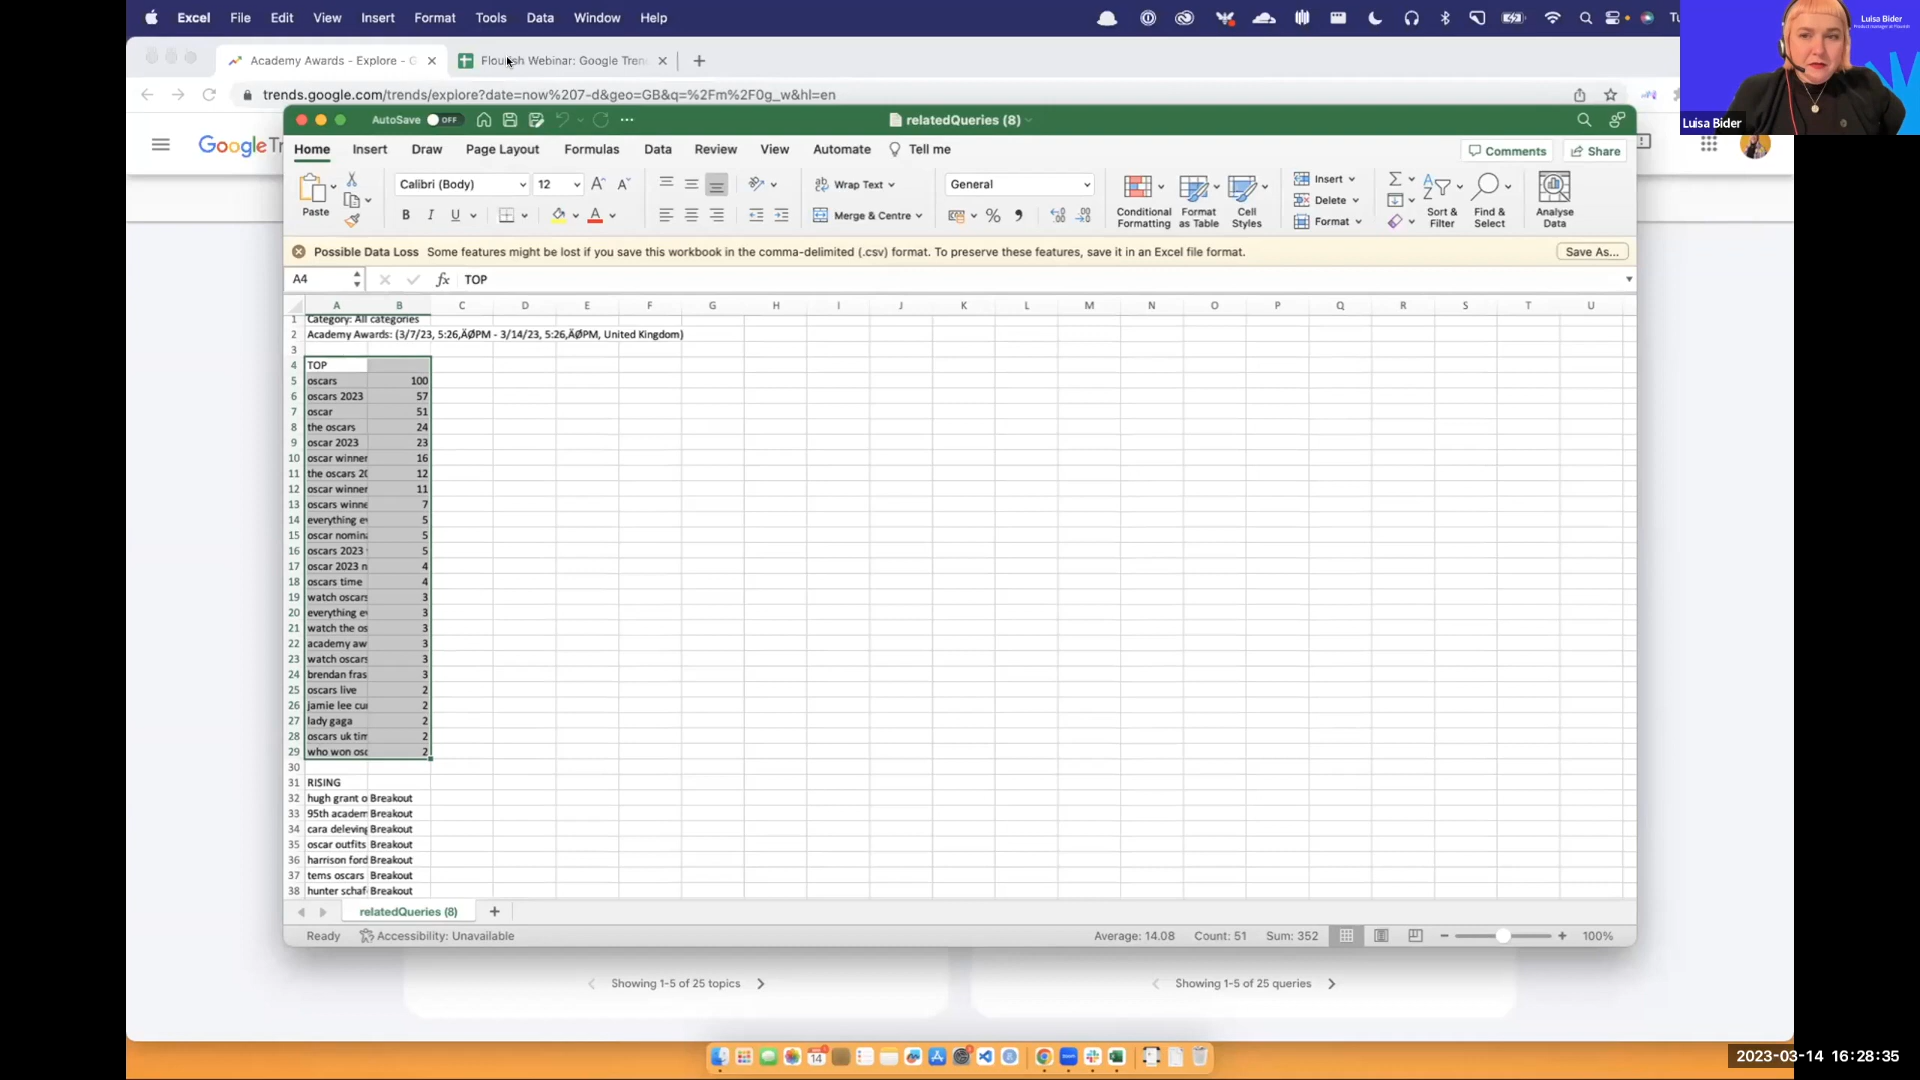 Excel File Edit View Insert Format Tools Data Window Help
Academy Awards - Explore - G
Flourish Webinar: Google Tren
trends.google.com/trends/explore?date=now%207-d&geo=GB&q=%2Fm%2F0g_w&hl=en
Luisa Bider
Product manager at Flourish
Luisa Bider
Google Tr
AutoSave OFF
relatedQueries (8)
Home Insert Draw Page Layout Formulas Data Review View Automate Tell me
Comments Share
Paste
Calibri (Body) 12
Wrap Text
General
B I U
Merge & Centre
Conditional Formatting
Format as Table
Cell Styles
Insert
Delete
Format
Sort & Filter
Find & Select
Analyse Data
Possible Data Loss Some features might be lost if you save this workbook in the comma-delimited (.csv) format. To preserve these features, save it in an Excel file format.
Save As...
A4 fx TOP
A B C D E F G H I J K L M N O P Q R S T U
1 Category: All categories
2 Academy Awards: (3/7/23, 5:26‚ÄØPM - 3/14/23, 5:26‚ÄØPM, United Kingdom)
3
4 TOP
5 oscars 100
6 oscars 2023 57
7 oscar 51
8 the oscars 24
9 oscar 2023 23
10 oscar winner 16
11 the oscars 20 12
12 oscar winner 11
13 oscars winne 7
14 everything ev 5
15 oscar nomina 5
16 oscars 2023 5
17 oscar 2023 n 4
18 oscars time 4
19 watch oscars 3
20 everything ev 3
21 watch the os 3
22 academy aw 3
23 watch oscars 3
24 brendan fras 3
25 oscars live 2
26 jamie lee cur 2
27 lady gaga 2
28 oscars uk tim 2
29 who won osc 2
30
31 RISING
32 hugh grant o Breakout
33 95th academ Breakout
34 cara deleving Breakout
35 oscar outfits Breakout
36 harrison ford Breakout
37 tems oscars Breakout
38 hunter schaf Breakout
relatedQueries (8)
Ready Accessibility: Unavailable Average: 14.08 Count: 51 Sum: 352 100%
Showing 1-5 of 25 topics
Showing 1-5 of 25 queries
14
2023-03-14 16:28:35